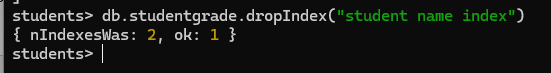 students> db.studentgrade.dropIndex("student name index")
{ nIndexesWas: 2, ok: 1 }
students>